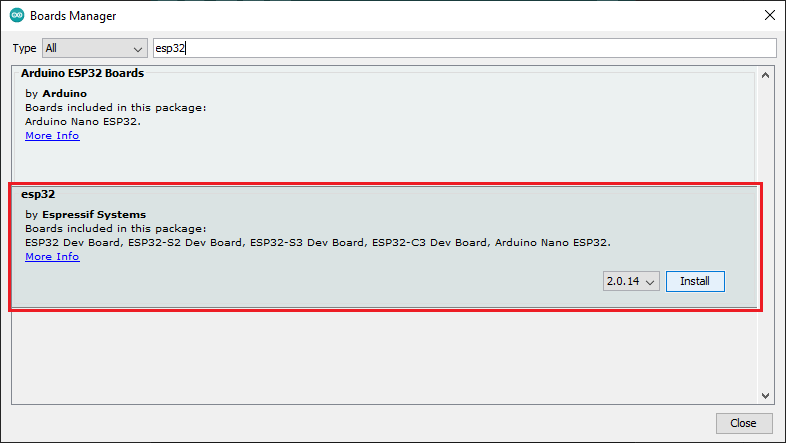 Boards Manager
Type All esp32
Arduino ESP32 Boards
by Arduino
Boards included in this package:
Arduino Nano ESP32.
More Info
esp32
by Espressif Systems
Boards included in this package:
ESP32 Dev Board, ESP32-S2 Dev Board, ESP32-S3 Dev Board, ESP32-C3 Dev Board, Arduino Nano ESP32.
More Info
2.0.14 Install
Close